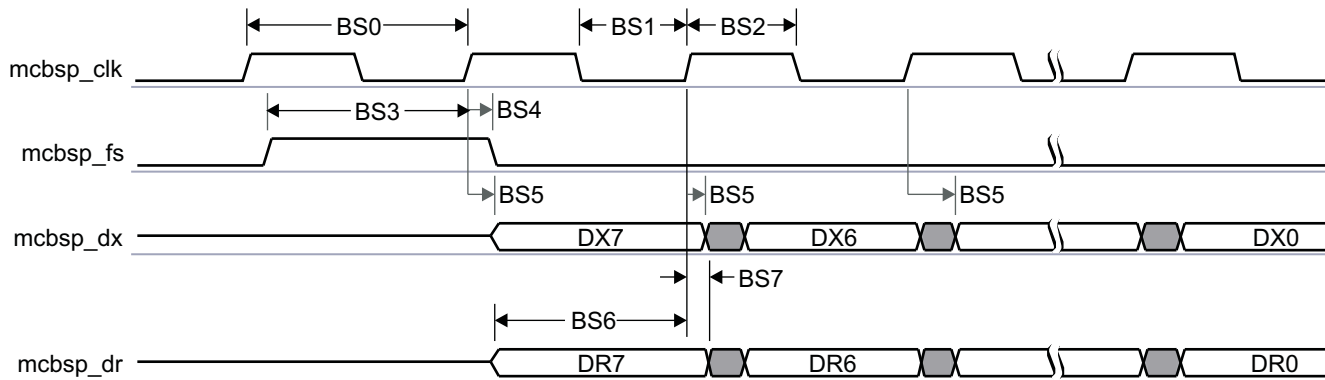 BS0 BS1 BS2
mcbsp_clk
BS3 BS4
mcbsp_fs
BS5 BS5 BS5
mcbsp_dx DX7 DX6 DX0
BS7
BS6
mcbsp_dr DR7 DR6 DR0